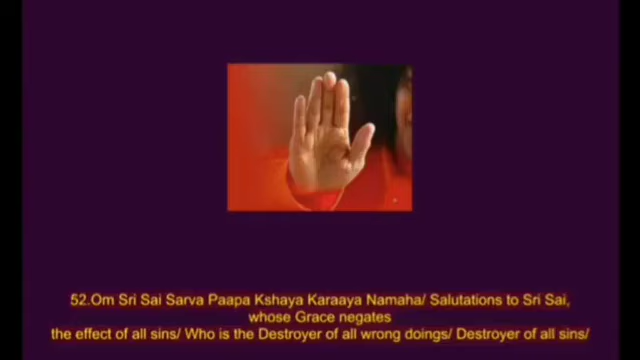 52.Om Sri Sai Sarva Paapa Kshaya Karaaya Namaha/ Salutations to Sri Sai,
whose Grace negates
the effect of all sins/ Who is the Destroyer of all wrong doings/ Destroyer of all sins/